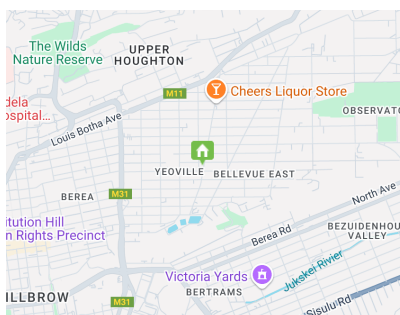 The Wilds
Nature Reserve
UPPER
HOUGHTON
M11
Cheers Liquor Store
dela
ospital...
OBSERVATO
Louis Botha Ave
YEOVILLE
BELLEVUE EAST
BEREA
M31
North Ave
itution Hill
n Rights Precinct
Berea Rd
BEZUIDENHOU
VALLEY
Victoria Yards
Jukskei Rivier
ILLBROW
M31
BERTRAMS
Sisulu Rd